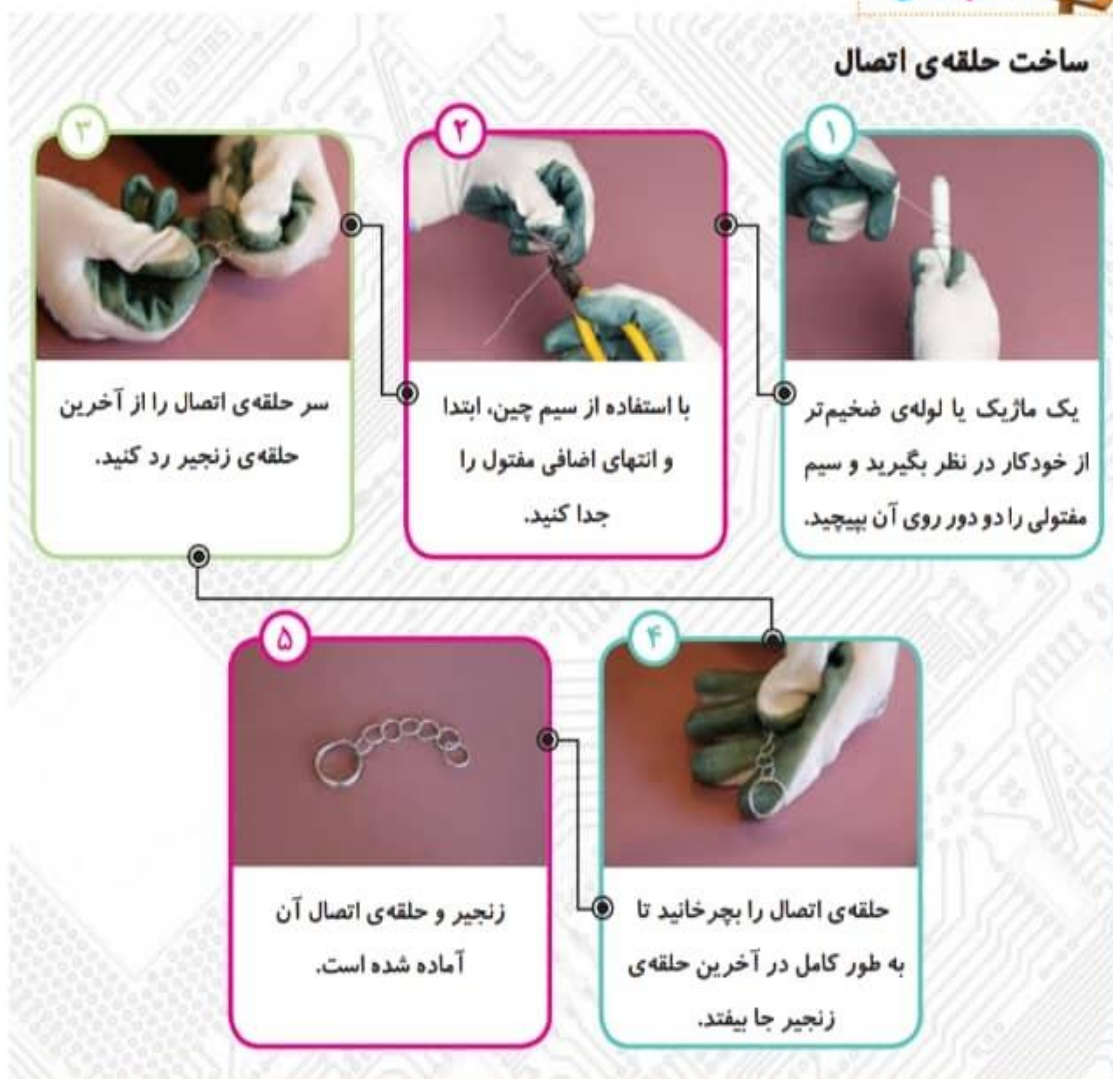 ساخت حلقه‌ی اتصال
۱
یک ماژیک یا لوله‌ی ضخیم‌تر
از خودکار در نظر بگیرید و سیم
مفتولی را دو دور روی آن بپیچید.
۲
با استفاده از سیم چین، ابتدا
و انتهای اضافی مفتول را
جدا کنید.
۳
سر حلقه‌ی اتصال را از آخرین
حلقه‌ی زنجیر رد کنید.
۴
حلقه‌ی اتصال را بچرخانید تا
به طور کامل در آخرین حلقه‌ی
زنجیر جا بیفتد.
۵
زنجیر و حلقه‌ی اتصال آن
آماده شده است.